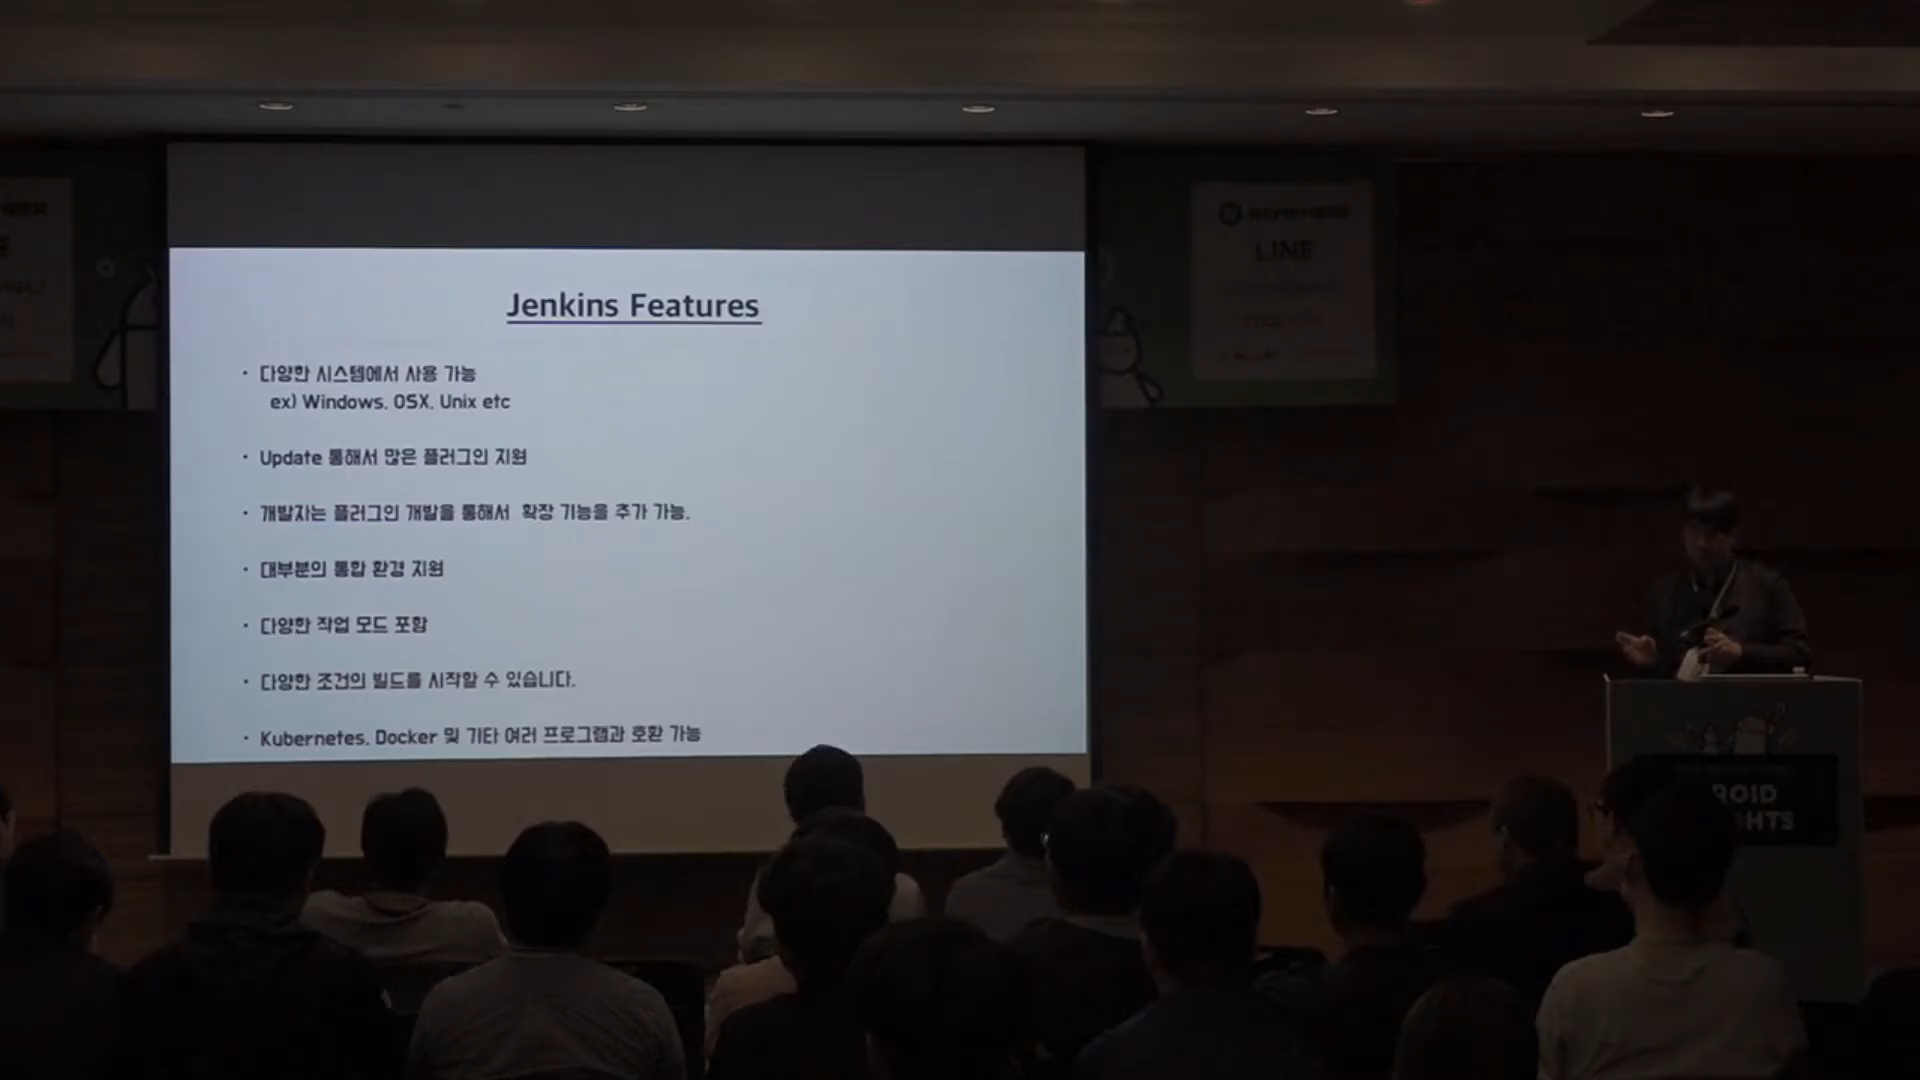 Jenkins Features
· 다양한 시스템에서 사용 가능
ex) Windows, OSX, Unix etc
· Update 통해서 많은 플러그인 지원
· 개발자는 플러그인 개발을 통해서 확장 기능을 추가 가능.
· 대부분의 통합 환경 지원
· 다양한 작업 모드 포함
· 다양한 조건의 빌드를 시작할 수 있습니다.
· Kubernetes, Docker 및 기타 여러 프로그램과 호환 가능
LINE
ROID
GHTS